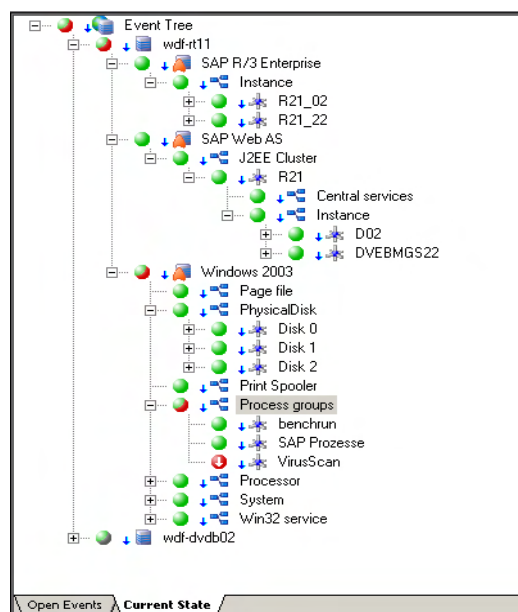 Event Tree
wdf-rt11
SAP R/3 Enterprise
Instance
R21_02
R21_22
SAP Web AS
J2EE Cluster
R21
Central services
Instance
D02
DVEBMGS22
Windows 2003
Page file
PhysicalDisk
Disk 0
Disk 1
Disk 2
Print Spooler
Process groups
benchrun
SAP Prozesse
VirusScan
Processor
System
Win32 service
wdf-dvdb02
Open Events Current State